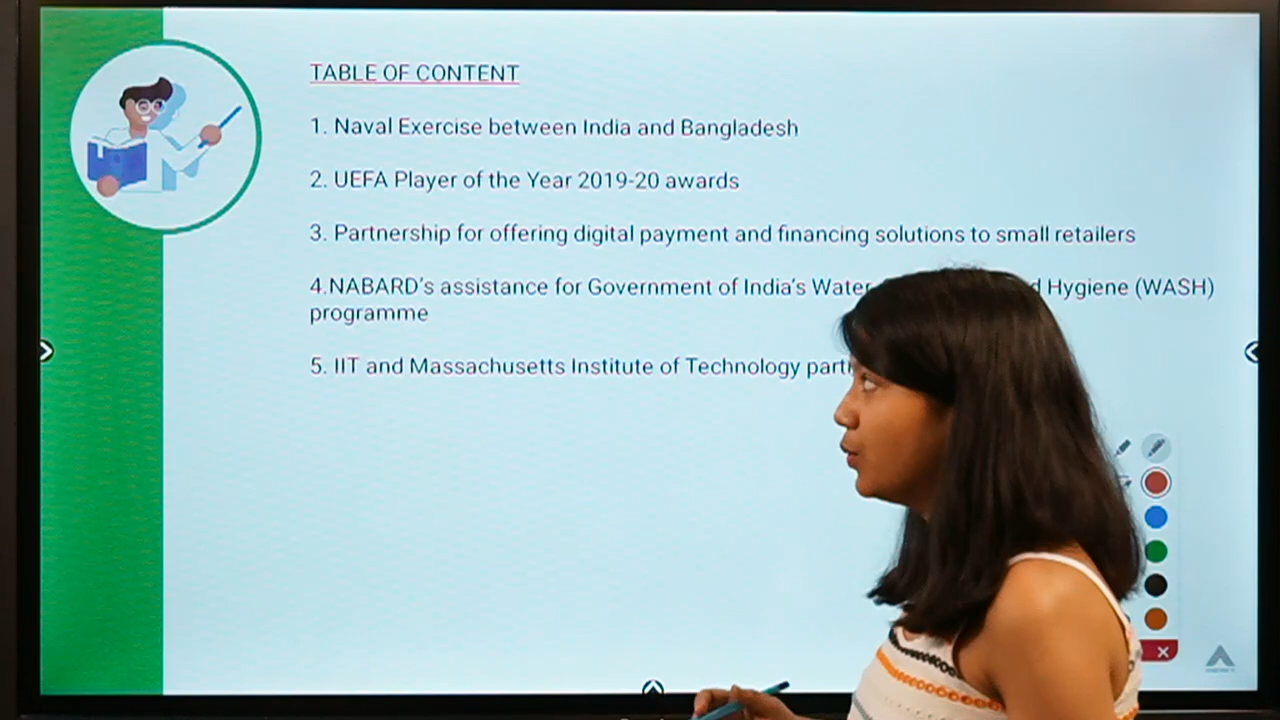 TABLE OF CONTENT
1. Naval Exercise between India and Bangladesh
2. UEFA Player of the Year 2019-20 awards
3. Partnership for offering digital payment and financing solutions to small retailers
4.NABARD's assistance for Government of India's Water Hygiene (WASH)
programme
5. IIT and Massachusetts Institute of Technology